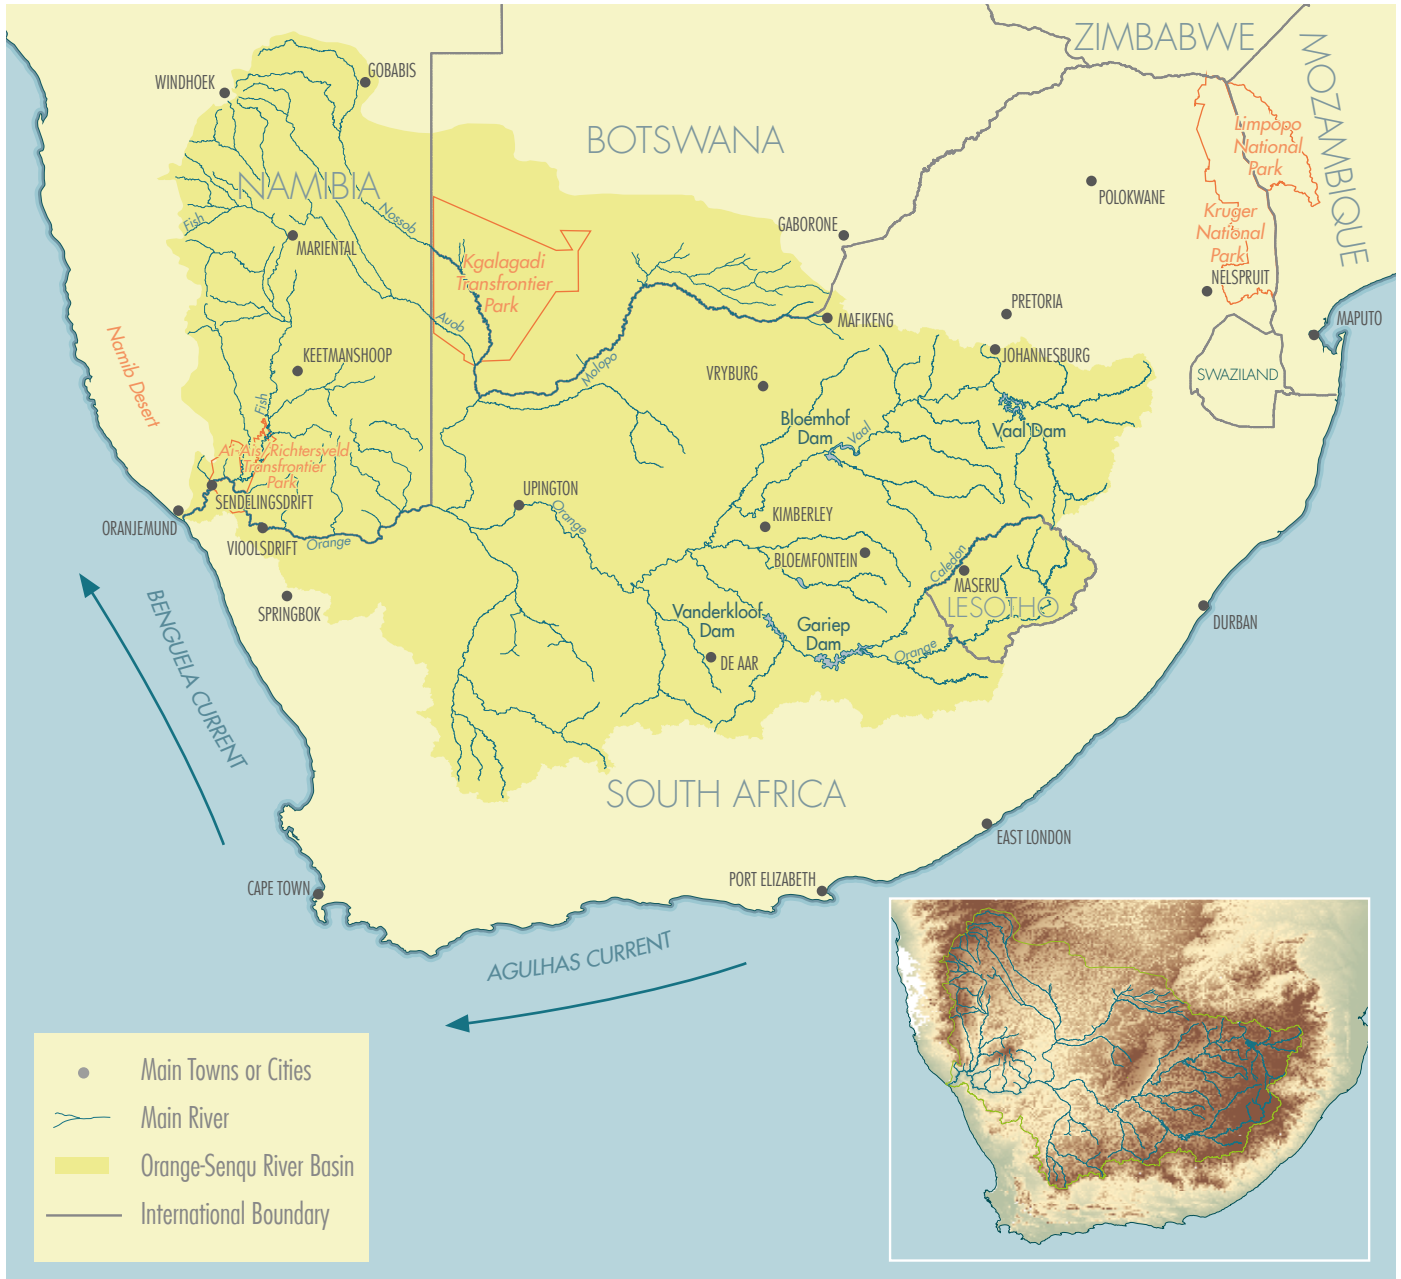 ZIMBABWE
MOZAMBIQUE
GOBABIS
WINDHOEK
BOTSWANA
Limpopo
National
Park
NAMIBIA
POLOKWANE
Fish
Nossob
Kruger
National
Park
GABORONE
MARIENTAL
Kgalagadi
Transfrontier
Park
NELSPRUIT
PRETORIA
Auob
MAFIKENG
MAPUTO
Namib Desert
KEETMANSHOOP
JOHANNESBURG
Molopo
VRYBURG
SWAZILAND
Fish
Bloemhof
Dam
Vaal
Vaal Dam
Ai-Ais/Richtersveld
Transfrontier
Park
SENDELINGSDRIFT
UPINGTON
Orange
KIMBERLEY
ORANJEMUND
VIOOLSDRIFT
Orange
BLOEMFONTEIN
Caledon
MASERU
LESOTHO
BENGUELA CURRENT
SPRINGBOK
Vanderkloof
Dam
Gariep
Dam
DURBAN
Orange
DE AAR
SOUTH AFRICA
EAST LONDON
CAPE TOWN
PORT ELIZABETH
AGULHAS CURRENT
Main Towns or Cities
Main River
Orange-Senqu River Basin
International Boundary